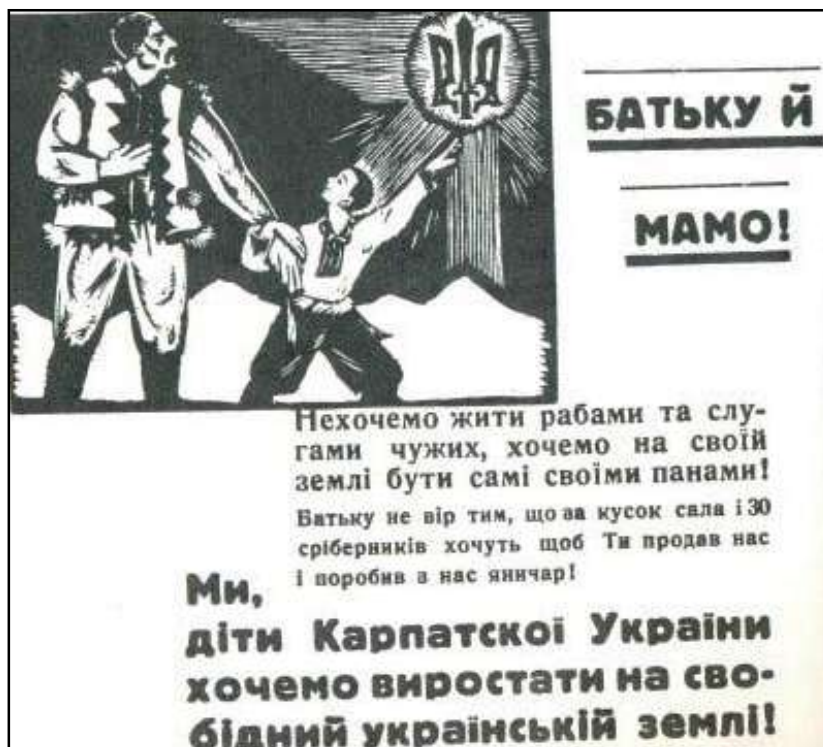 БАТЬКУ Й
МАМО!
Нехочемо жити рабами та слу-
гами чужих, хочемо на своїй
землі бути самі своїми панами!
Батьку не вір тим, що за кусок сала і 30
сріберників хочуть щоб Ти продав нас
і поробив з нас яничар!
Ми,
діти Карпатскої України
хочемо виростати на сво-
бідний українській землі!